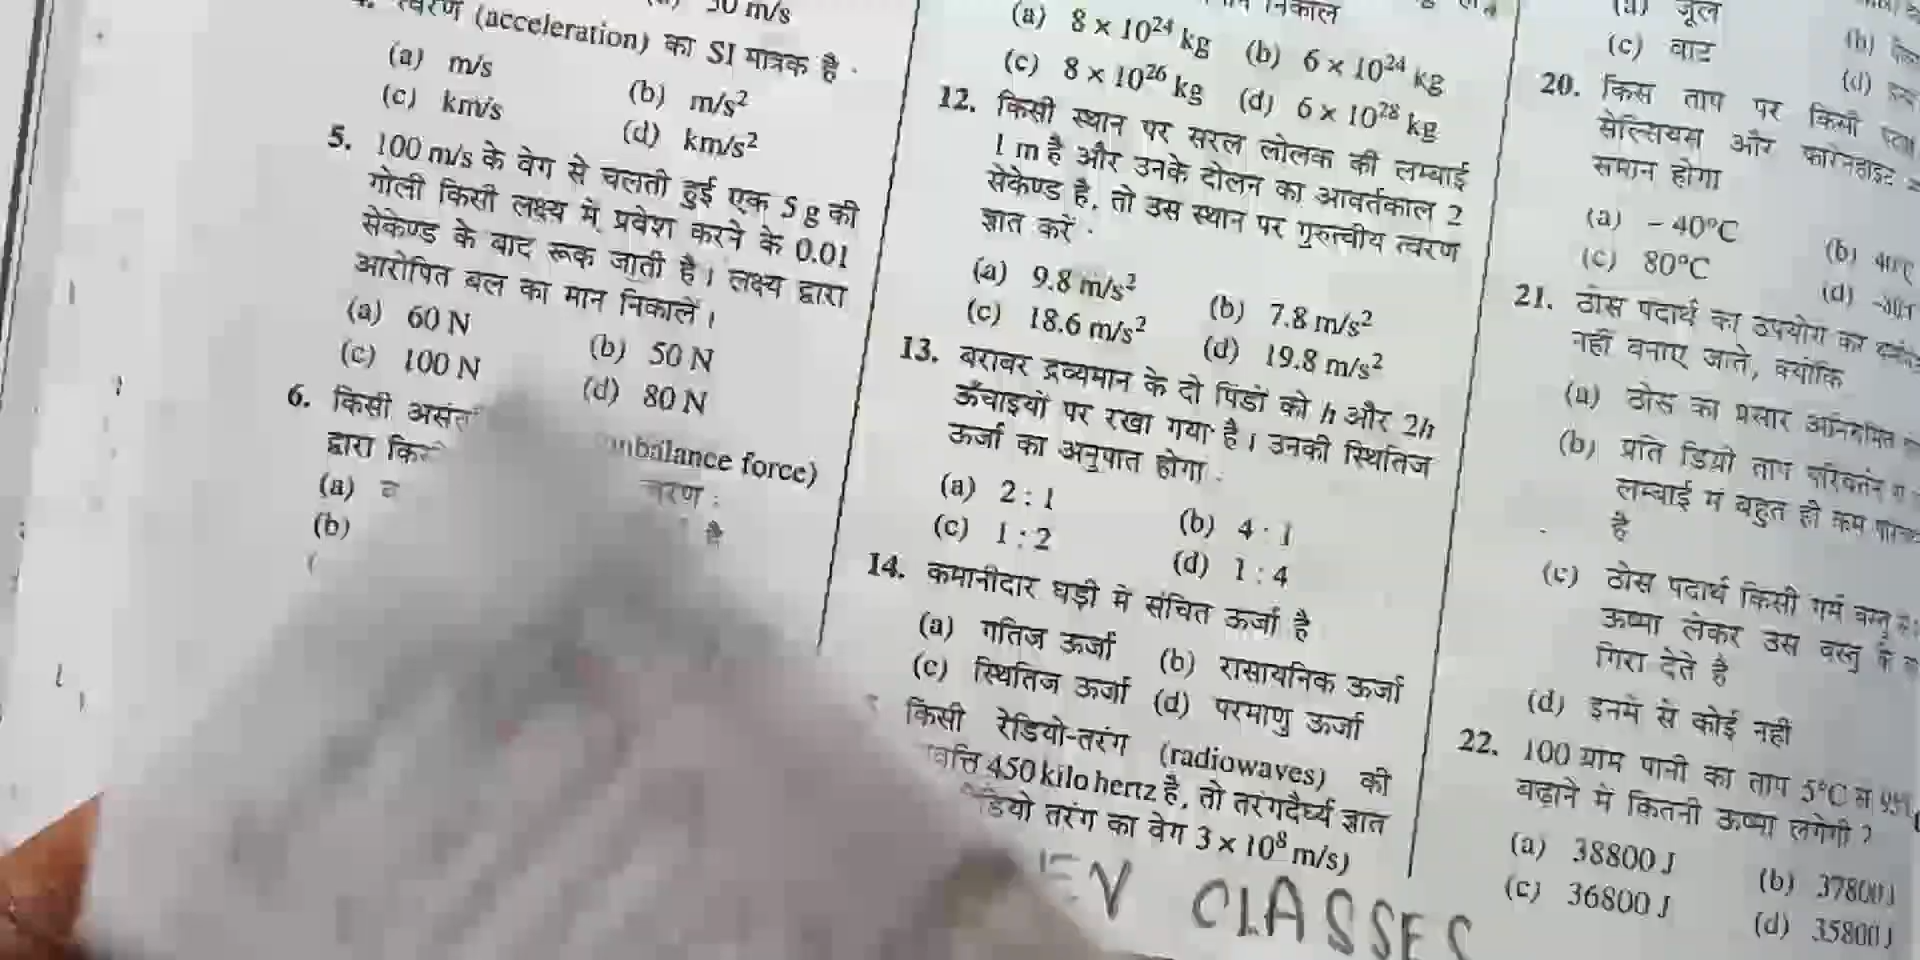 30 m/s
त्वरण (acceleration) का SI मात्रक है
(a) m/s
(b) m/s²
(c) km/s
(d) km/s²
5. 100 m/s के वेग से चलती हुई एक 5 g की
गोली किसी लक्ष्य में प्रवेश करने के 0.01
सेकेण्ड के बाद रूक जाती है। लक्ष्य द्वारा
आरोपित बल का मान निकालें।
(a) 60 N
(b) 50 N
(c) 100 N
(d) 80 N
6. किसी
unbalance force)
द्वारा
(a)
(b)
है
निकाल
(a) 8 × 10²⁴ kg (b) 6 × 10²⁴ kg
(c) 8 × 10²⁶ kg (d) 6 × 10²⁸ kg
12. किसी स्थान पर सरल लोलक की लम्बाई
1 m है और उनके दोलन का आवर्तकाल 2
सेकेण्ड है, तो उस स्थान पर गुरुत्वीय त्वरण
ज्ञात करें
(a) 9.8 m/s²
(b) 7.8 m/s²
(c) 18.6 m/s²
(d) 19.8 m/s²
13. बराबर द्रव्यमान के दो पिंडों को h और 2h
ऊँचाइयों पर रखा गया है। उनकी स्थितिज
ऊर्जा का अनुपात होगा
(a) 2 : 1
(b) 4 : 1
(c) 1 : 2
(d) 1 : 4
14. कमानीदार घड़ी में संचित ऊर्जा है
(a) गतिज ऊर्जा (b) रासायनिक ऊर्जा
(c) स्थितिज ऊर्जा (d) परमाणु ऊर्जा
किसी रेडियो-तरंग (radiowaves) की
450 kilo hertz है, तो तरंगदैर्घ्य ज्ञात
तरंग का वेग 3 × 10⁸ m/s)
CLASSES
(a) जूल
(c) वाट
(b)
(d)
20. किस ताप पर किसी
सेल्सियस और फारेनहाइट
समान होगा
(a) – 40°C
(b) 40°C
(c) 80°C
(d)
21. ठोस पदार्थ का उपयोग कर
नहीं बनाए जाते, क्योंकि
(a) ठोस का प्रसार अनियमित
(b) प्रति डिग्री ताप परिवर्तन
लम्बाई में बहुत ही कम
है
(c) ठोस पदार्थ किसी गर्म वस्तु
ऊष्मा लेकर उस वस्तु के
गिरा देते है
(d) इनमें से कोई नहीं
22. 100 ग्राम पानी का ताप 5°C से
बढ़ाने में कितनी ऊष्मा लगेगी ?
(a) 38800 J
(b) 37800 J
(c) 36800 J
(d) 35800 J